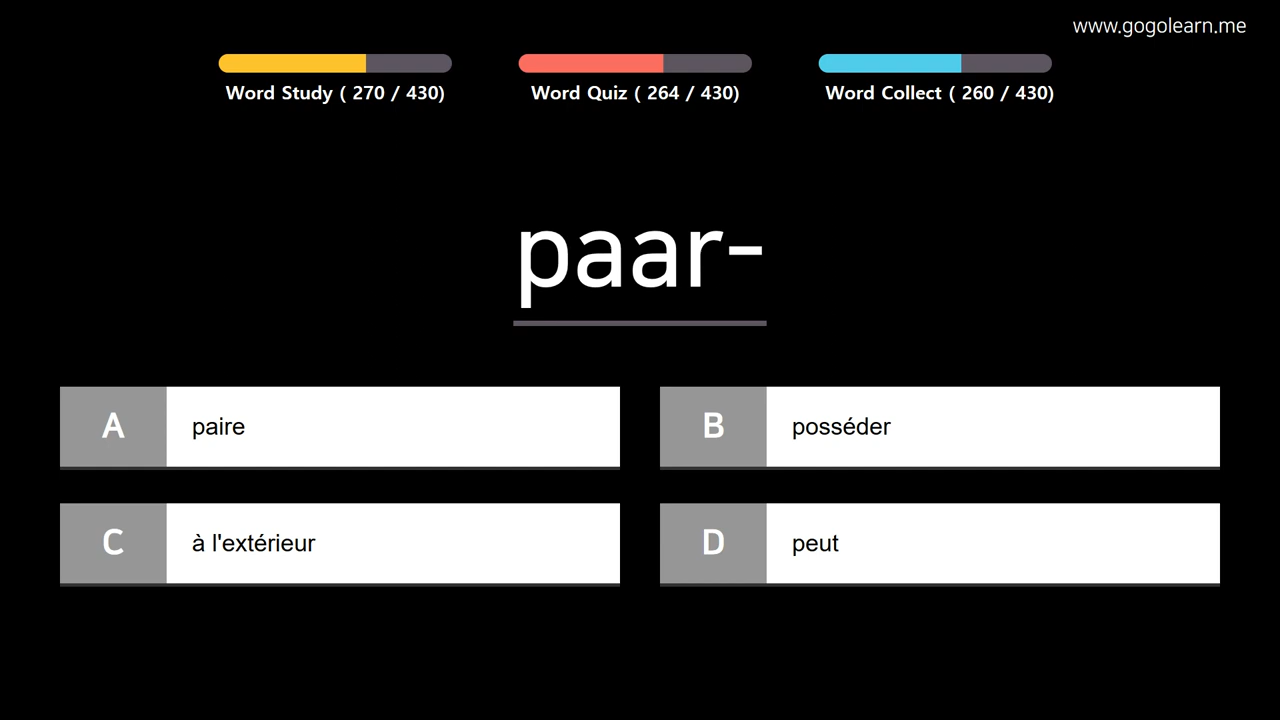 www.gogolearn.me
Word Study ( 270 / 430)
Word Quiz ( 264 / 430)
Word Collect ( 260 / 430)
paar-
A
paire
B
posséder
C
à l'extérieur
D
peut